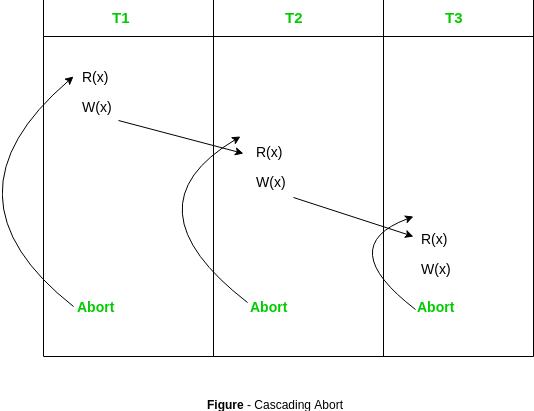 T1 T2 T3
R(x)
W(x)
R(x)
W(x)
R(x)
W(x)
Abort Abort Abort
Figure - Cascading Abort